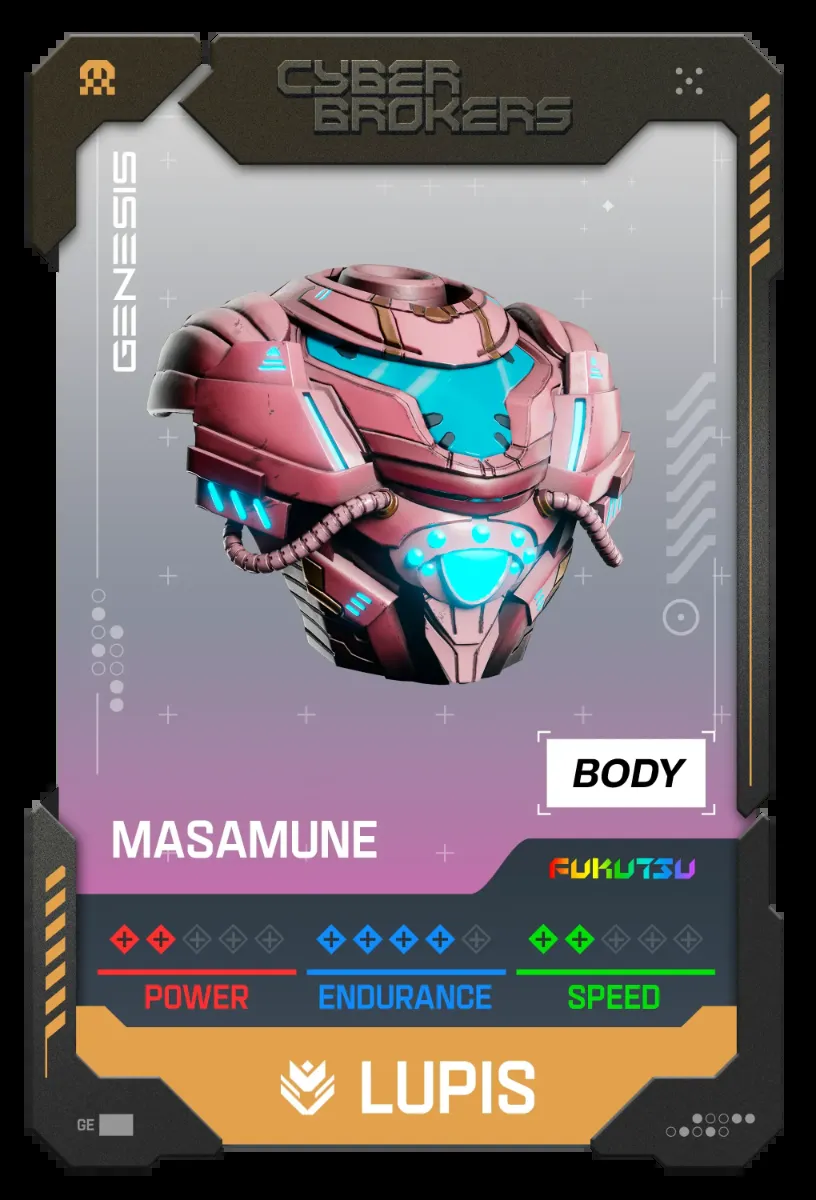 CYBER
BROKERS
GENESIS
BODY
MASAMUNE
FUKUTSU
POWER
ENDURANCE
SPEED
LUPIS
GE